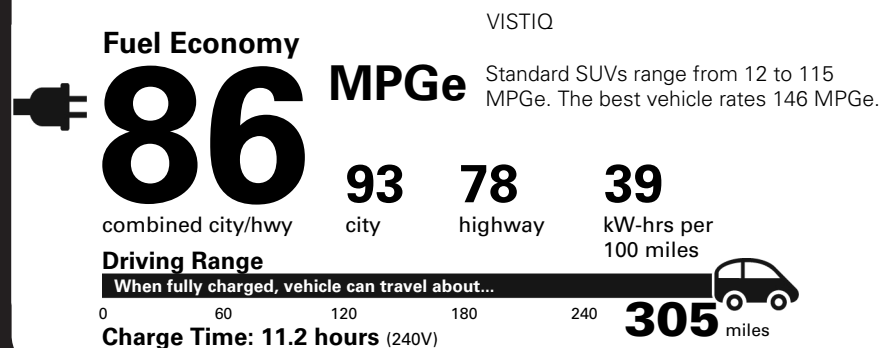 VISTIQ
Fuel Economy
86
MPGe
Standard SUVs range from 12 to 115
MPGe. The best vehicle rates 146 MPGe.
93
78
39
combined city/hwy
city
highway
kW-hrs per
100 miles
Driving Range
When fully charged, vehicle can travel about...
0 60 120 180 240 305 miles
Charge Time: 11.2 hours (240V)